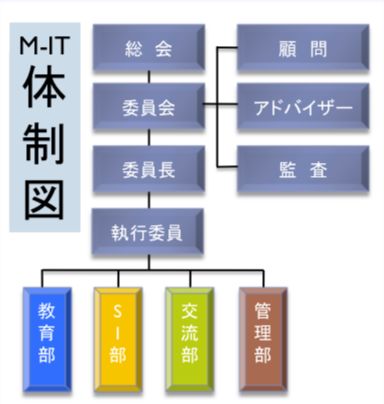 M-IT
体制図
総会
顧問
委員会
アドバイザー
委員長
監査
執行委員
教育部
SI部
交流部
管理部